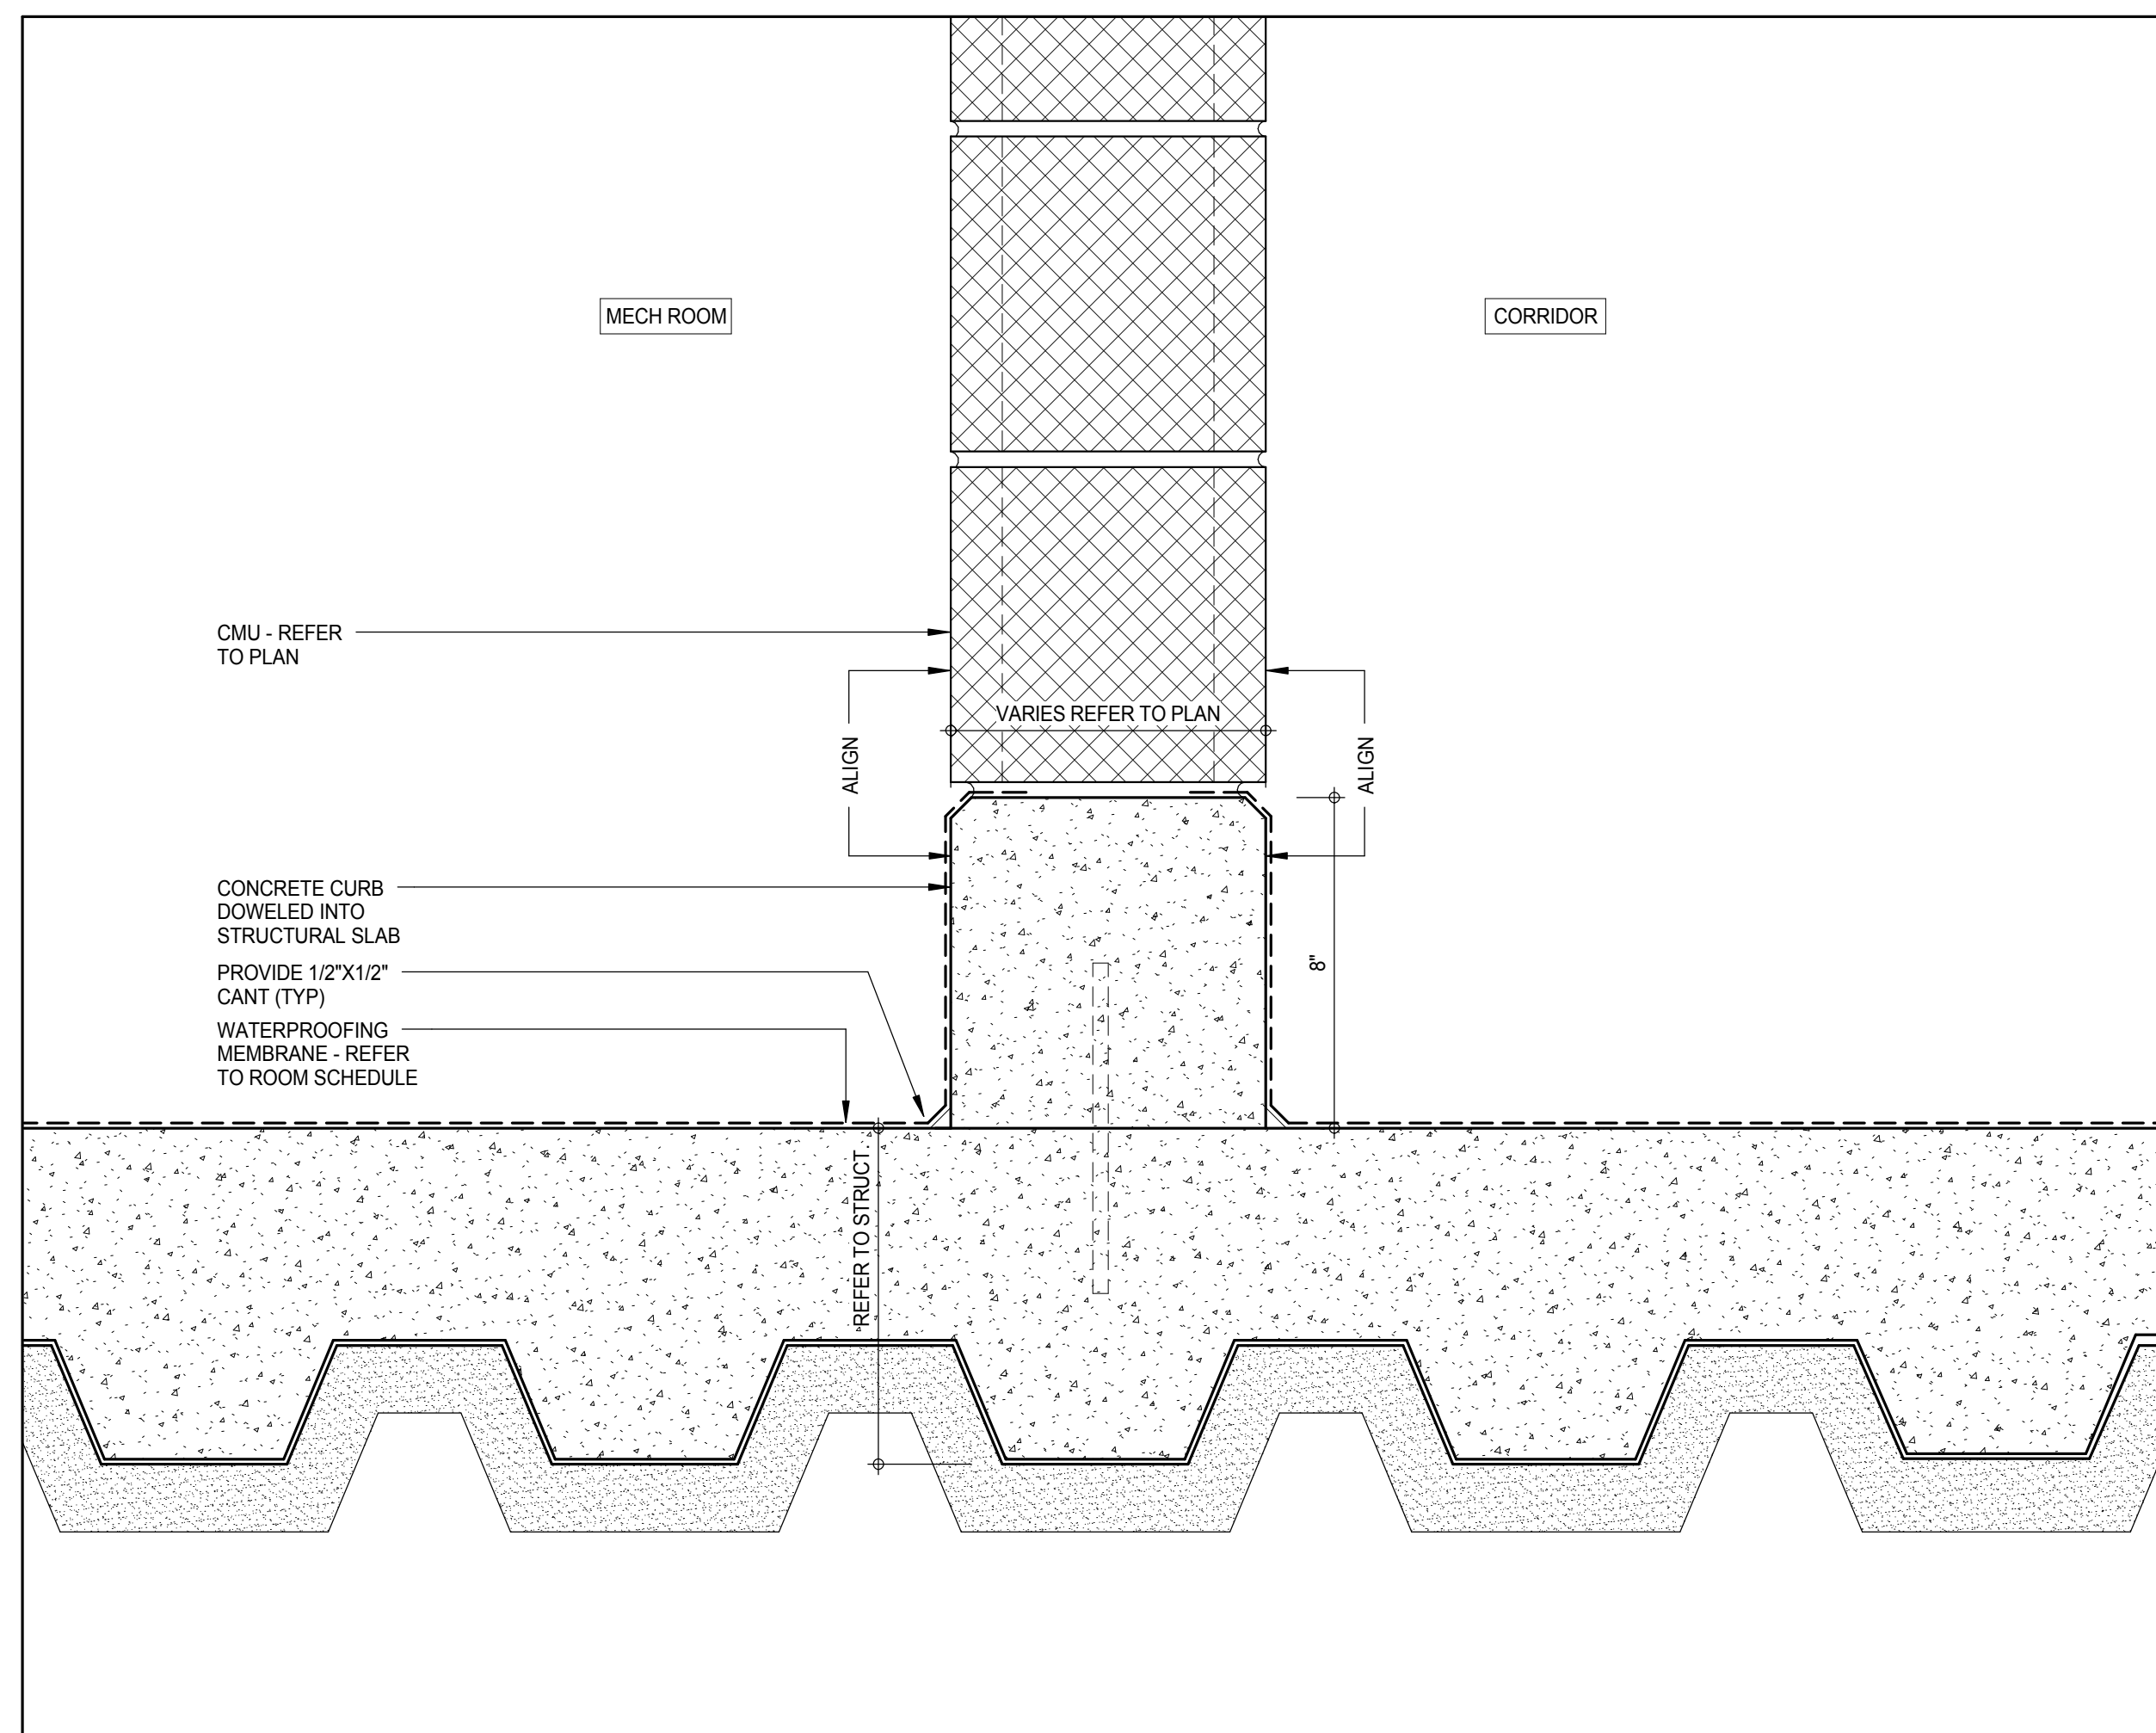 MECH ROOM
CORRIDOR
CMU - REFER
TO PLAN
VARIES REFER TO PLAN
ALIGN
ALIGN
CONCRETE CURB
DOWELED INTO
STRUCTURAL SLAB
8"
PROVIDE 1/2"X1/2"
CANT (TYP)
WATERPROOFING
MEMBRANE - REFER
TO ROOM SCHEDULE
REFER TO STRUCT.